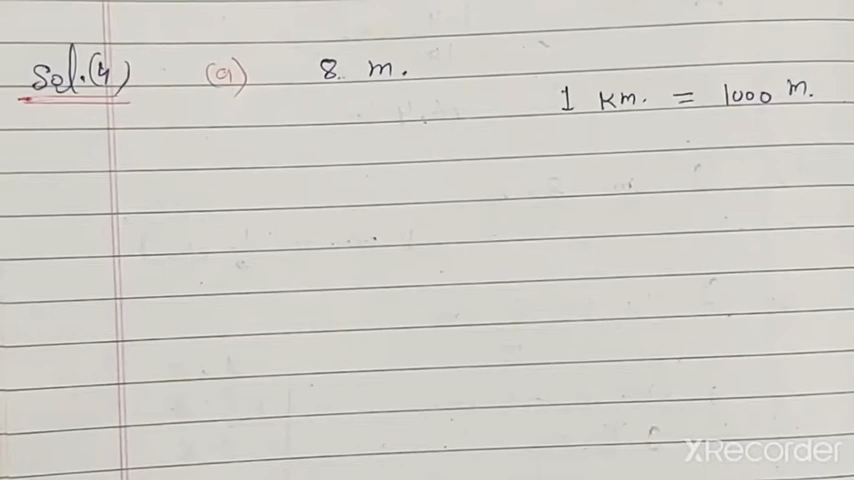 Sol.(4) (a) 8 m.
1 km. = 1000 m.
XRecorder